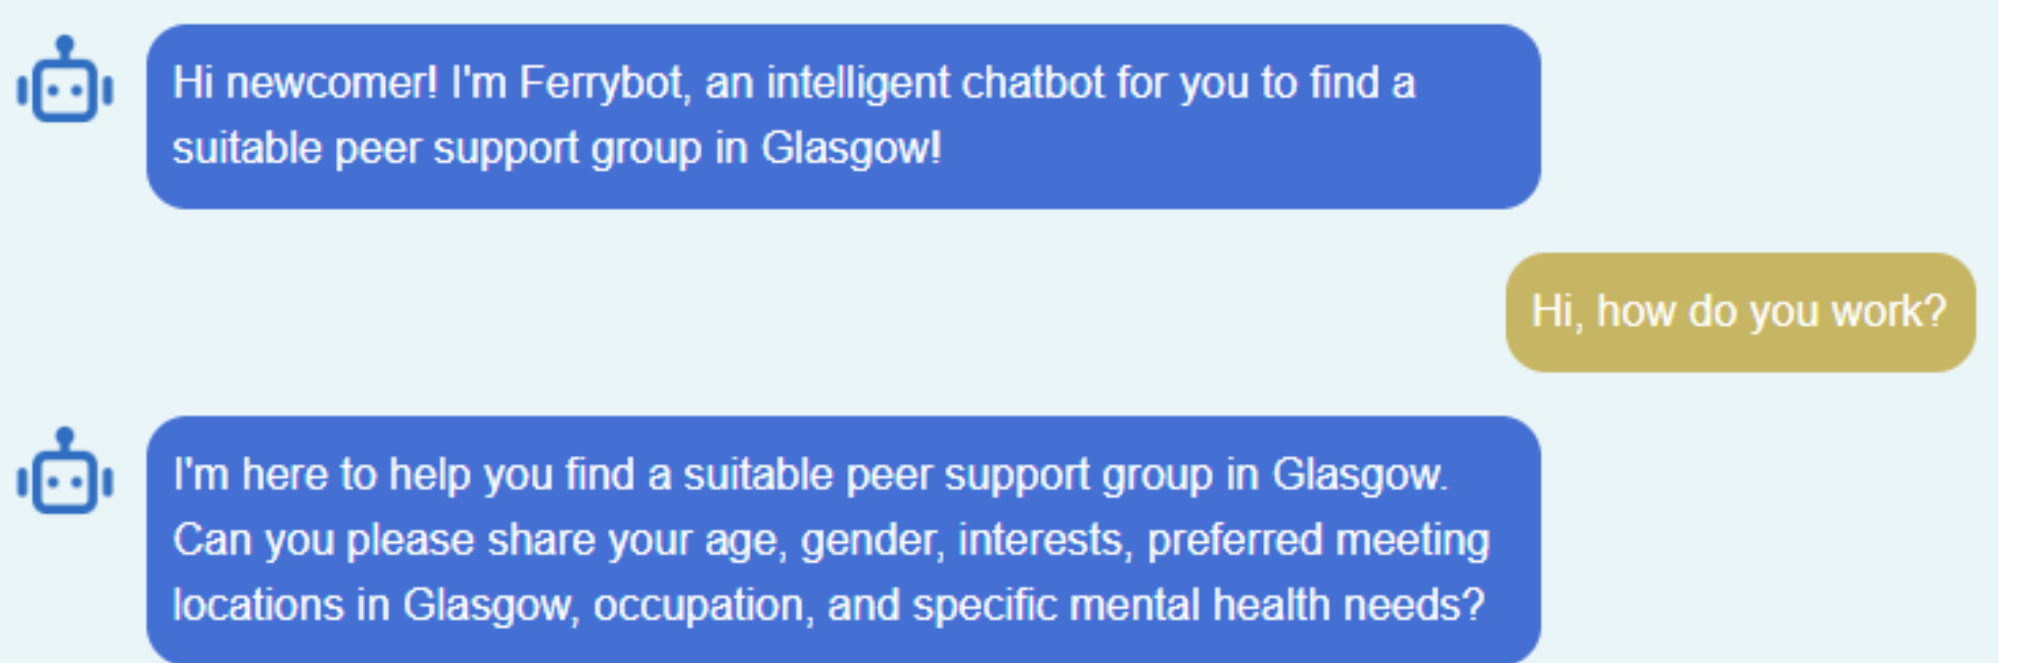 Hi newcomer! I'm Ferrybot, an intelligent chatbot for you to find a
suitable peer support group in Glasgow!
Hi, how do you work?
I'm here to help you find a suitable peer support group in Glasgow.
Can you please share your age, gender, interests, preferred meeting
locations in Glasgow, occupation, and specific mental health needs?